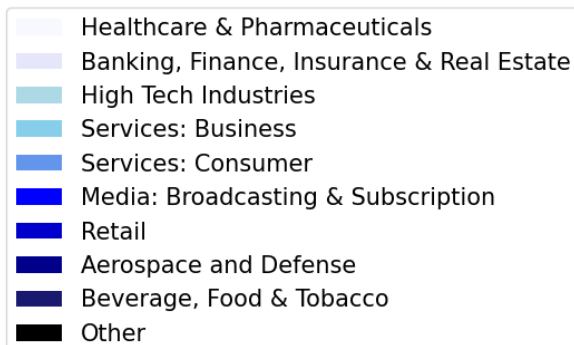 Healthcare & Pharmaceuticals
Banking, Finance, Insurance & Real Estate
High Tech Industries
Services: Business
Services: Consumer
Media: Broadcasting & Subscription
Retail
Aerospace and Defense
Beverage, Food & Tobacco
Other